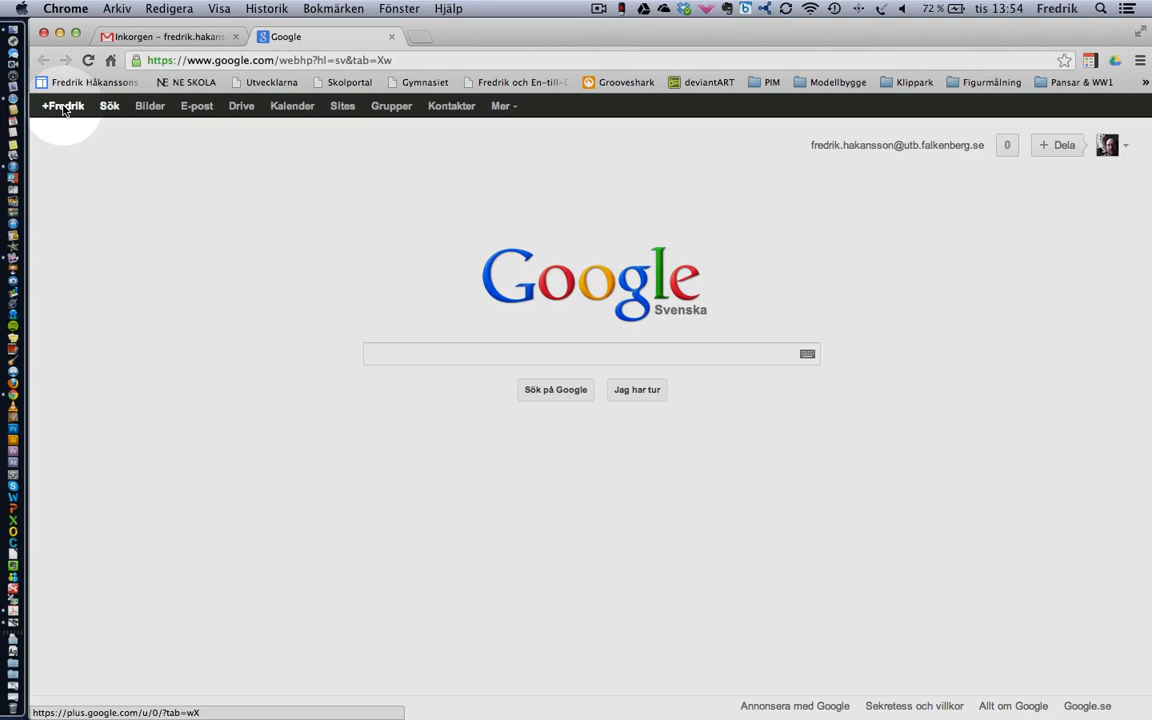 Chrome Arkiv Redigera Visa Historik Bokmärken Fönster Hjälp 72 % tis 13:54 Fredrik
Inkorgen – fredrik.hakans Google
https://www.google.com/webhp?hl=sv&tab=Xw
Fredrik Håkanssons NE SKOLA Utvecklarna Skolportal Gymnasiet Fredrik och En-till-E Grooveshark deviantART PIM Modellbygge Klippark Figurmålning Pansar & WW1 »
+Fredrik Sök Bilder E-post Drive Kalender Sites Grupper Kontakter Mer
fredrik.hakansson@utb.falkenberg.se 0 + Dela
Google
Svenska
Sök på Google Jag har tur
Annonsera med Google Sekretess och villkor Allt om Google Google.se
https://plus.google.com/u/0/?tab=wX